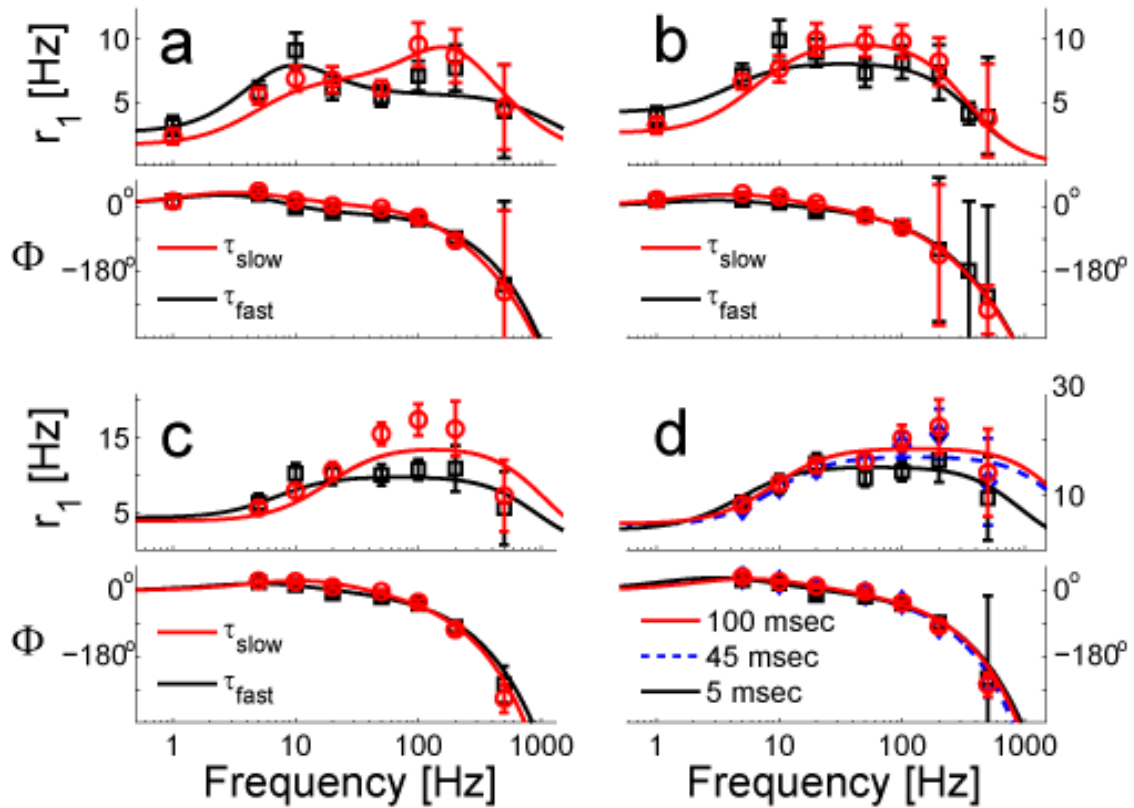 a
b
r1 [Hz]
10
5
10
5
Φ
0°
−180°
τslow
τfast
0°
−180°
τslow
τfast
c
d
r1 [Hz]
15
5
30
10
Φ
0°
−180°
τslow
τfast
0°
−180°
100 msec
45 msec
5 msec
1 10 100 1000
1 10 100 1000
Frequency [Hz]
Frequency [Hz]